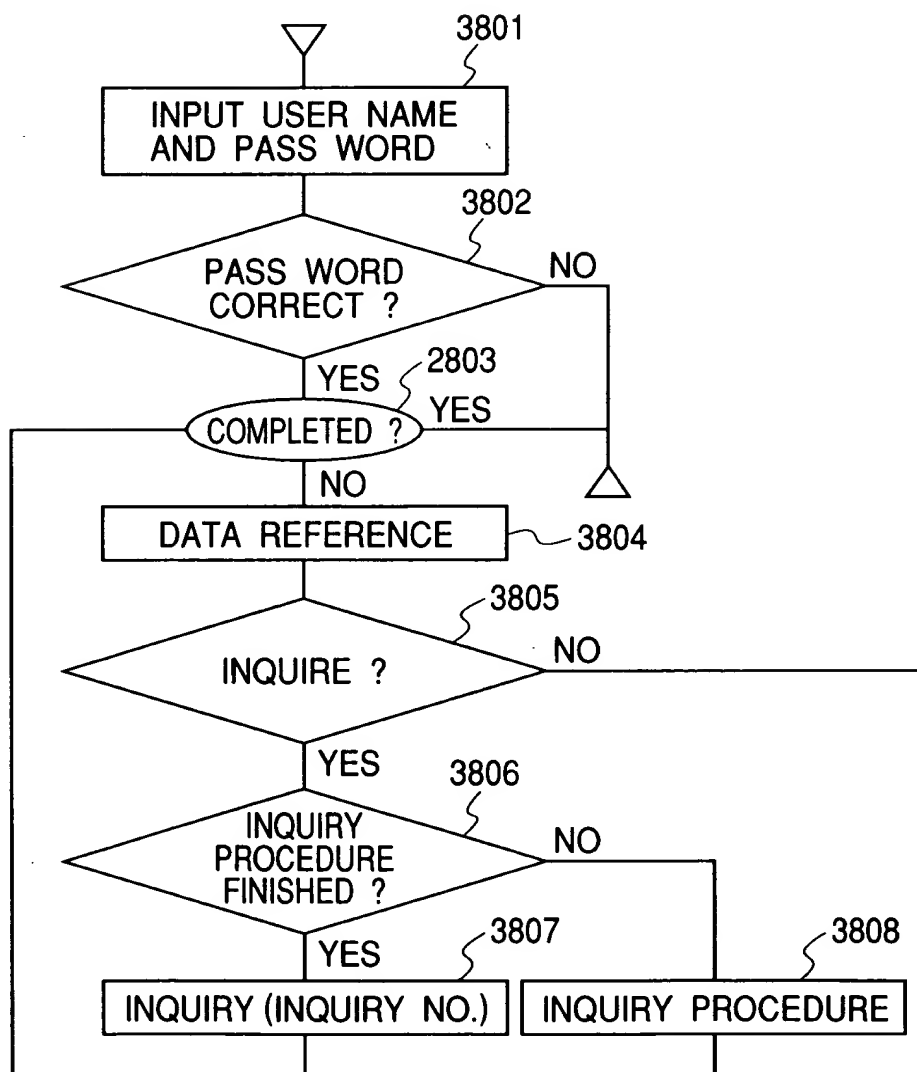 3801
INPUT USER NAME
AND PASS WORD
3802
PASS WORD
CORRECT ?
NO
YES
2803
COMPLETED ?
YES
NO
DATA REFERENCE
3804
3805
INQUIRE ?
NO
YES
3806
INQUIRY
PROCEDURE
FINISHED ?
NO
YES
3807
3808
INQUIRY (INQUIRY NO.)
INQUIRY PROCEDURE